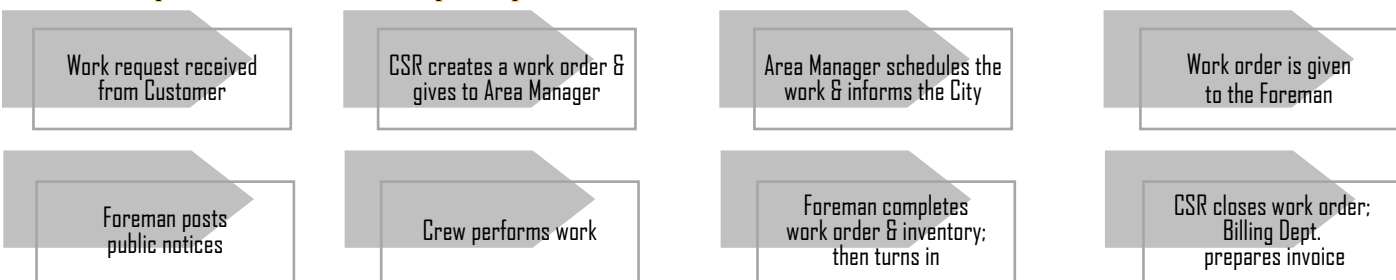 Work request received
from Customer
CSR creates a work order &
gives to Area Manager
Area Manager schedules the
work & informs the City
Work order is given
to the Foreman
Foreman posts
public notices
Crew performs work
Foreman completes
work order & inventory;
then turns in
CSR closes work order;
Billing Dept.
prepares invoice